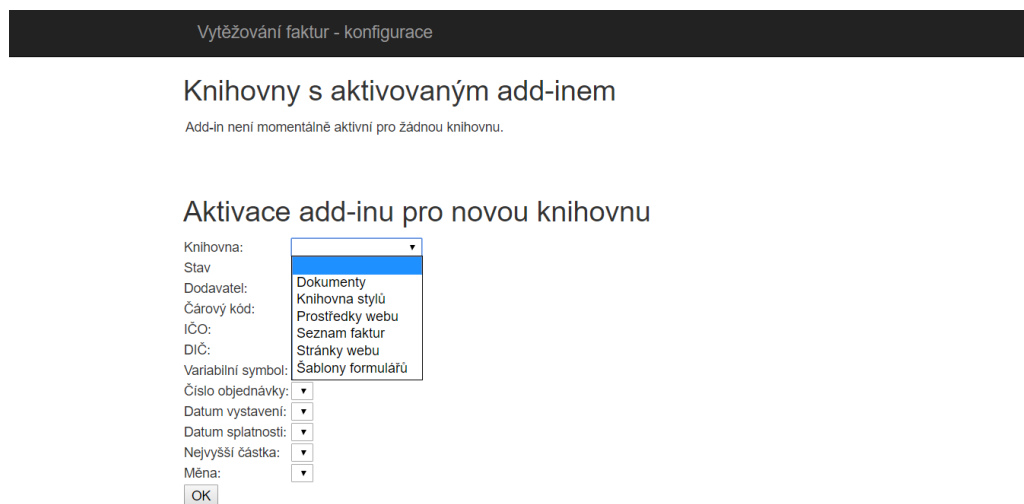 Vytěžování faktur - konfigurace
Knihovny s aktivovaným add-inem
Add-in není momentálně aktivní pro žádnou knihovnu.
Aktivace add-inu pro novou knihovnu
Knihovna:
Stav
Dodavatel:
Dokumenty
Knihovna stylů
Čárový kód:
Prostředky webu
IČO:
Seznam faktur
DIČ:
Stránky webu
Variabilní symbol:
Šablony formulářů
Číslo objednávky:
Datum vystavení:
Datum splatnosti:
Nejvyšší částka:
Měna:
OK